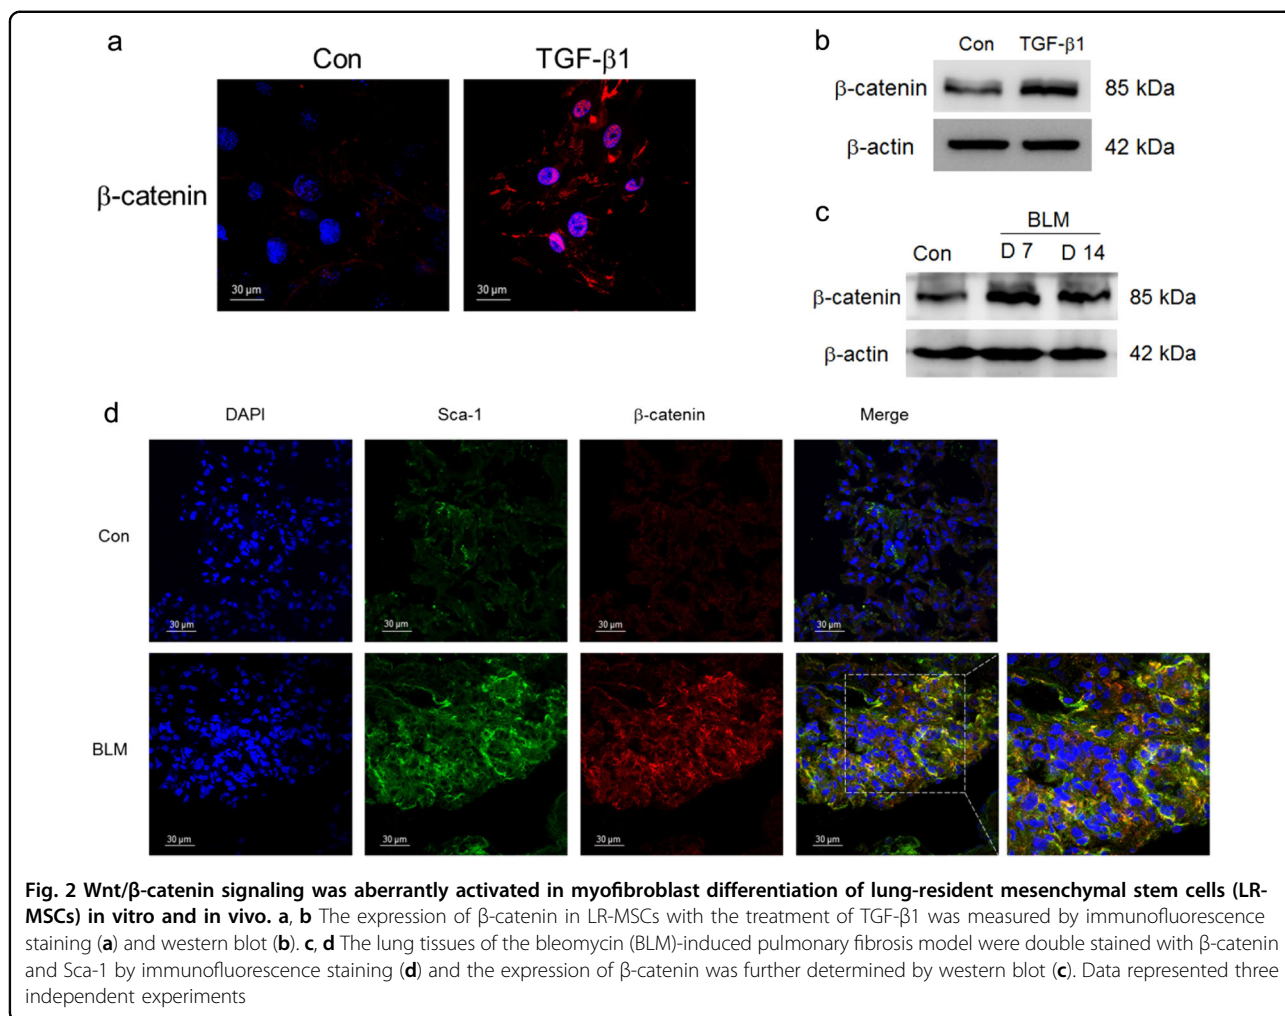 a
Con
TGF-β1
β-catenin
30 µm
30 µm
b
Con
TGF-β1
β-catenin
85 kDa
β-actin
42 kDa
c
BLM
Con
D 7
D 14
β-catenin
85 kDa
β-actin
42 kDa
d
DAPI
Sca-1
β-catenin
Merge
Con
30 µm
30 µm
30 µm
30 µm
BLM
30 µm
30 µm
30 µm
30 µm
Fig. 2 Wnt/β-catenin signaling was aberrantly activated in myofibroblast differentiation of lung-resident mesenchymal stem cells (LR-
MSCs) in vitro and in vivo. a, b The expression of β-catenin in LR-MSCs with the treatment of TGF-β1 was measured by immunofluorescence
staining (a) and western blot (b). c, d The lung tissues of the bleomycin (BLM)-induced pulmonary fibrosis model were double stained with β-catenin
and Sca-1 by immunofluorescence staining (d) and the expression of β-catenin was further determined by western blot (c). Data represented three
independent experiments